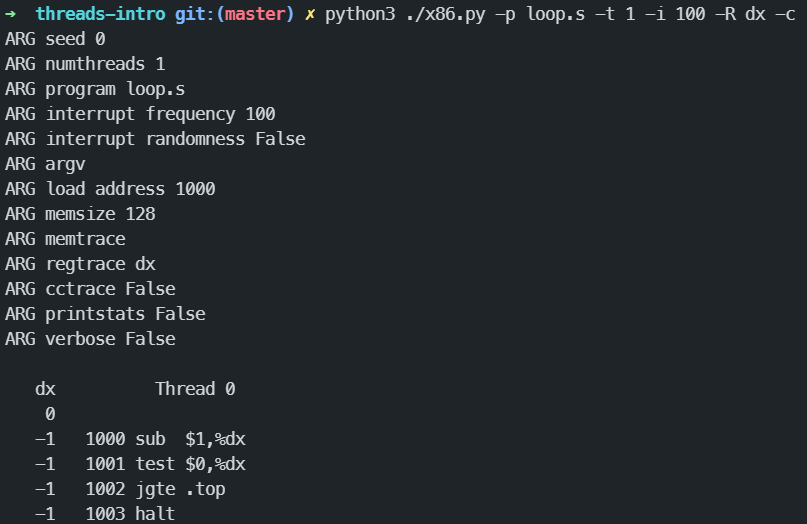 ➜  threads-intro git:(master) ✗ python3 ./x86.py -p loop.s -t 1 -i 100 -R dx -c
ARG seed 0
ARG numthreads 1
ARG program loop.s
ARG interrupt frequency 100
ARG interrupt randomness False
ARG argv
ARG load address 1000
ARG memsize 128
ARG memtrace
ARG regtrace dx
ARG cctrace False
ARG printstats False
ARG verbose False

   dx          Thread 0
    0
   -1   1000 sub  $1,%dx
   -1   1001 test $0,%dx
   -1   1002 jgte .top
   -1   1003 halt